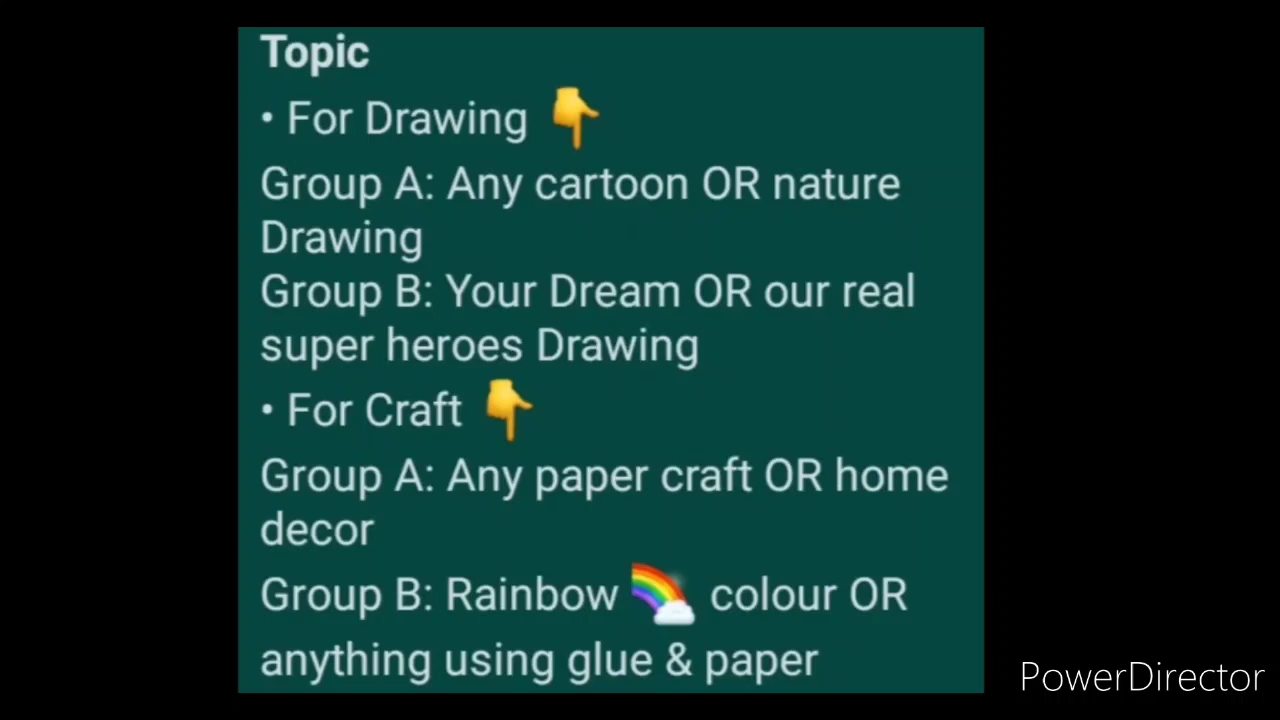 Topic
• For Drawing 👇
Group A: Any cartoon OR nature
Drawing
Group B: Your Dream OR our real
super heroes Drawing
• For Craft 👇
Group A: Any paper craft OR home
decor
Group B: Rainbow 🌈 colour OR
anything using glue & paper
PowerDirector